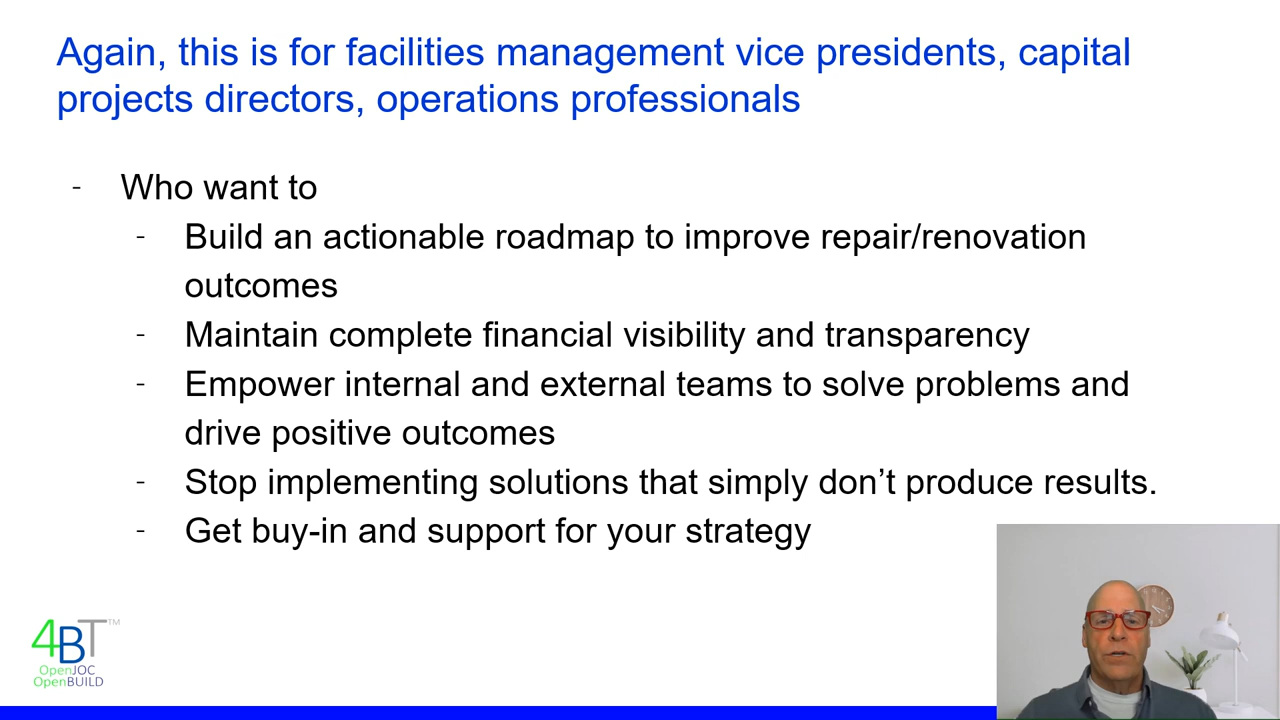 Again, this is for facilities management vice presidents, capital
projects directors, operations professionals
- Who want to
- Build an actionable roadmap to improve repair/renovation
outcomes
- Maintain complete financial visibility and transparency
- Empower internal and external teams to solve problems and
drive positive outcomes
- Stop implementing solutions that simply don’t produce results.
- Get buy-in and support for your strategy
4BT™
OpenJOC
OpenBUILD